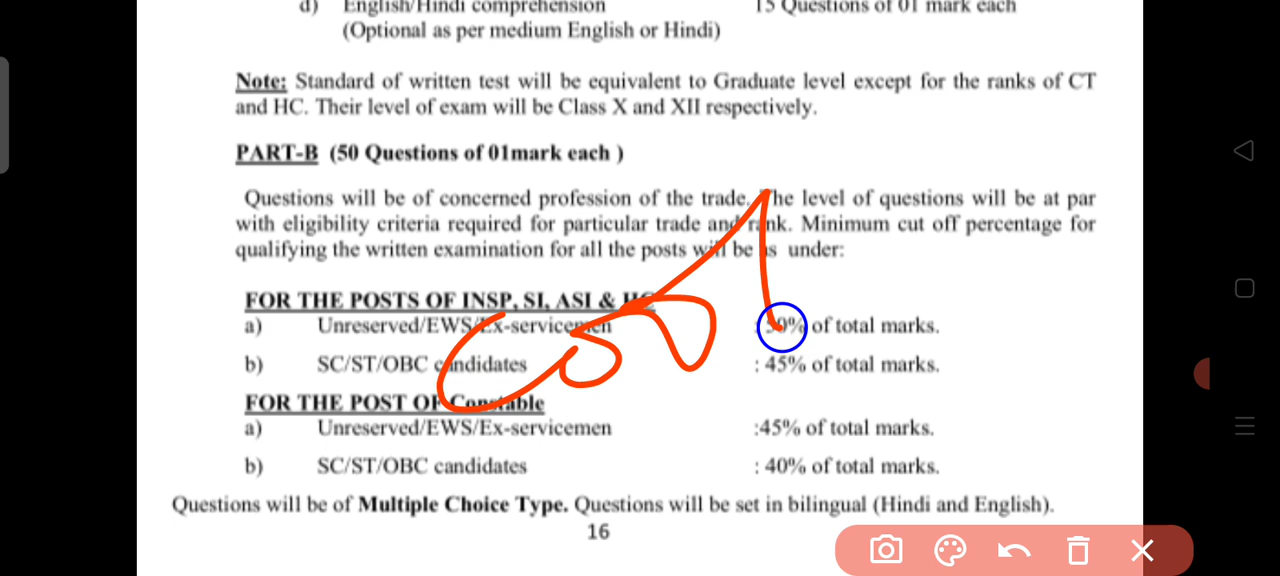 d) English/Hindi comprehension 15 Questions of 01 mark each
(Optional as per medium English or Hindi)
Note: Standard of written test will be equivalent to Graduate level except for the ranks of CT
and HC. Their level of exam will be Class X and XII respectively.
PART-B (50 Questions of 01mark each )
Questions will be of concerned profession of the trade. The level of questions will be at par
with eligibility criteria required for particular trade and rank. Minimum cut off percentage for
qualifying the written examination for all the posts will be as under:
FOR THE POSTS OF INSP, SI, ASI & HC
a) Unreserved/EWS/Ex-servicemen : 50% of total marks.
b) SC/ST/OBC candidates : 45% of total marks.
FOR THE POST OF Constable
a) Unreserved/EWS/Ex-servicemen :45% of total marks.
b) SC/ST/OBC candidates : 40% of total marks.
Questions will be of Multiple Choice Type. Questions will be set in bilingual (Hindi and English).
16